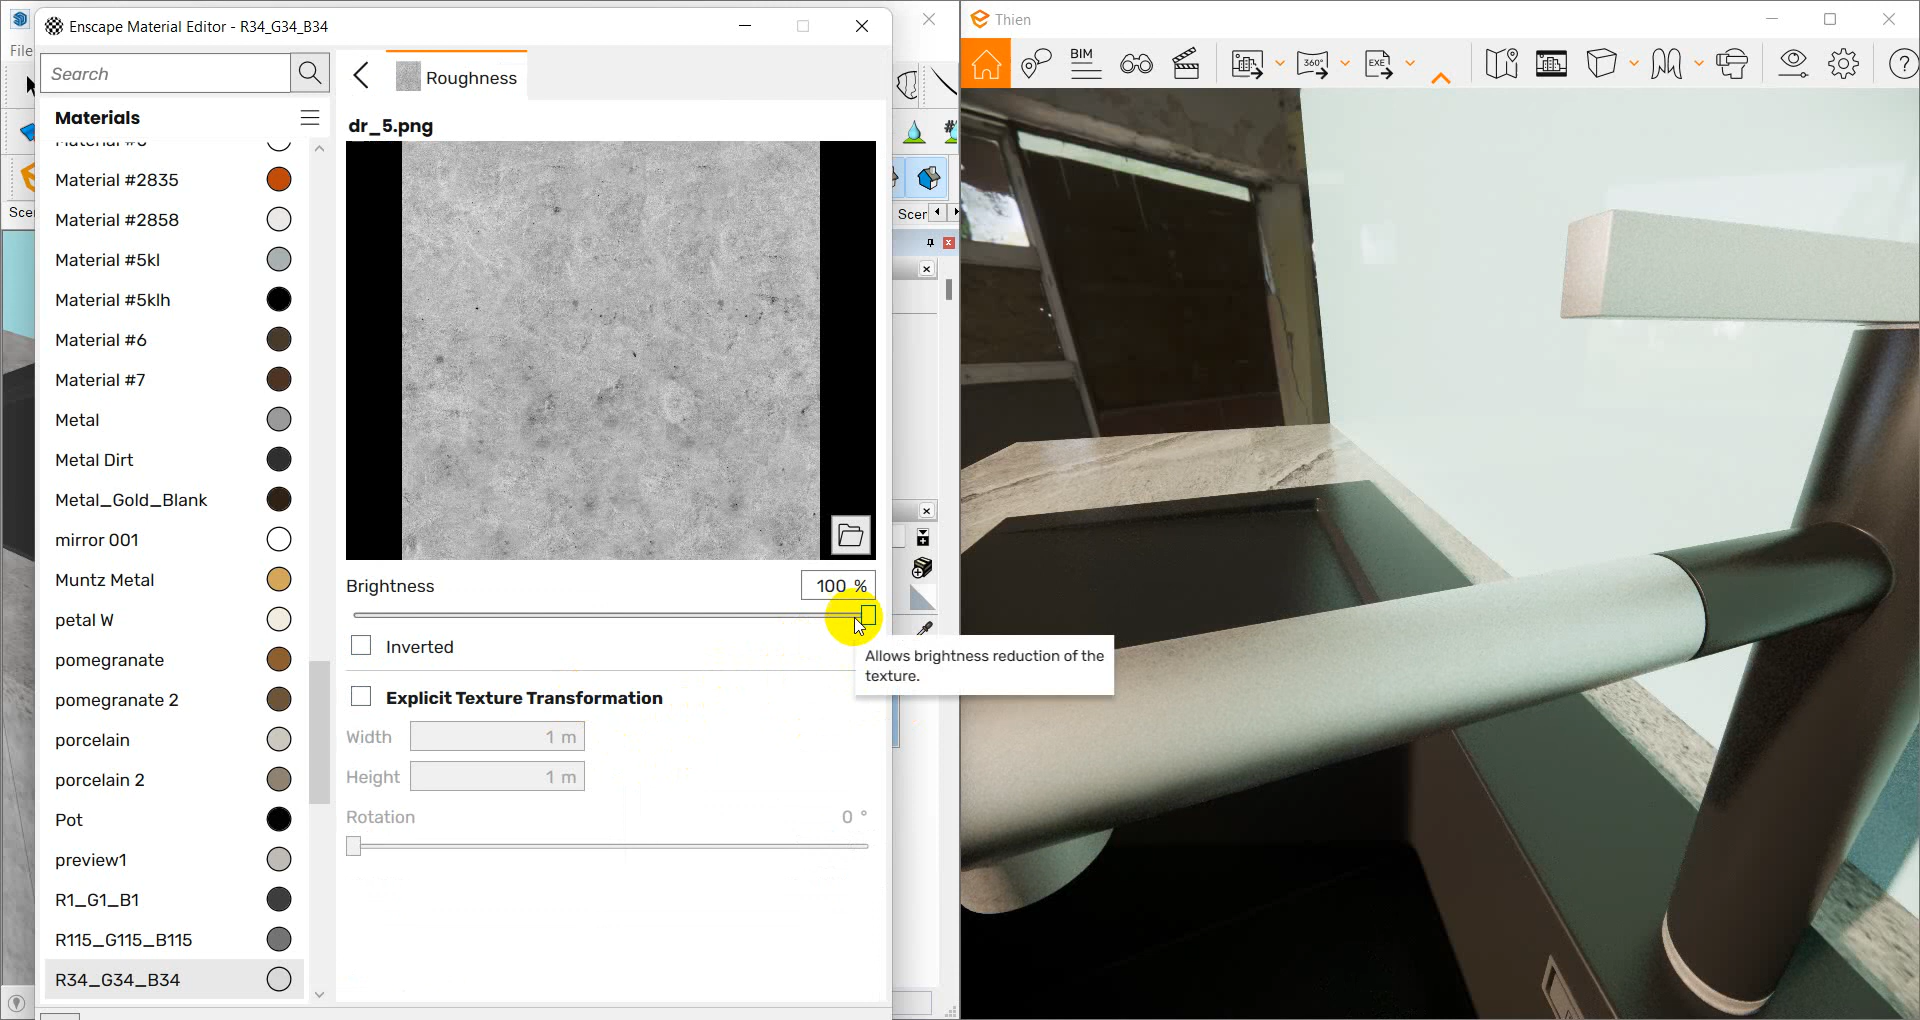 Enscape Material Editor - R34_G34_B34
Thien
File
Search
Roughness
BIM
360°
EXE
?
Materials
dr_5.png
Material #2835
Material #2858
Scer
Scer
Material #5kl
Material #5klh
Material #6
Material #7
Metal
Metal Dirt
Metal_Gold_Blank
mirror 001
Muntz Metal
petal W
pomegranate
pomegranate 2
porcelain
porcelain 2
Pot
preview1
R1_G1_B1
R115_G115_B115
R34_G34_B34
Brightness
100 %
Inverted
Allows brightness reduction of the
texture.
Explicit Texture Transformation
Width
1 m
Height
1 m
Rotation
0 °